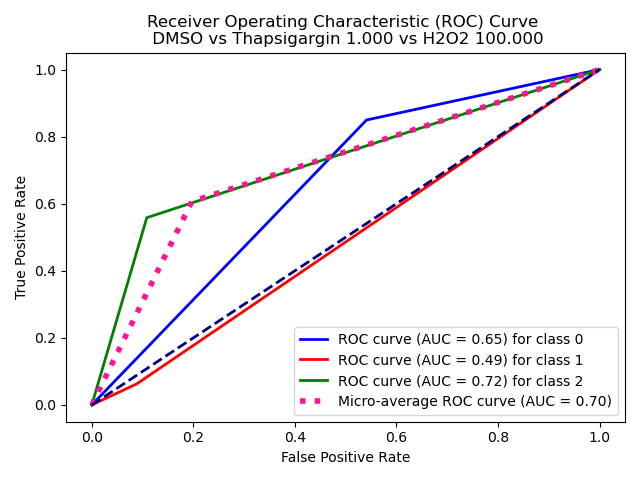 Receiver Operating Characteristic (ROC) Curve
DMSO vs Thapsigargin 1.000 vs H2O2 100.000
1.0
0.8
0.6
0.4
0.2
0.0
True Positive Rate
ROC curve (AUC = 0.65) for class 0
ROC curve (AUC = 0.49) for class 1
ROC curve (AUC = 0.72) for class 2
Micro-average ROC curve (AUC = 0.70)
0.0 0.2 0.4 0.6 0.8 1.0
False Positive Rate